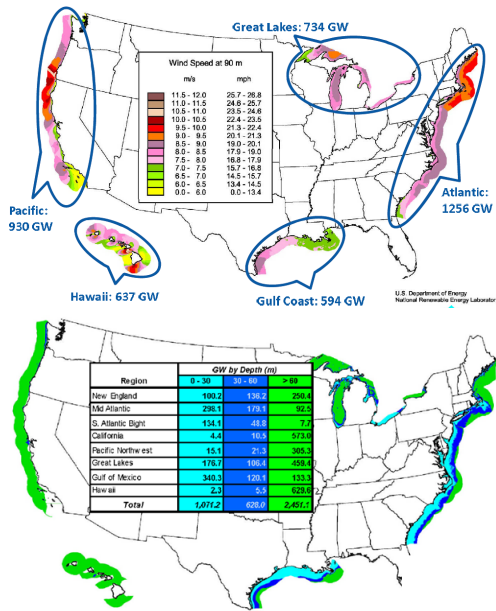 Great Lakes: 734 GW
Wind Speed at 90 m
m/s mph
11.5 - 12.0 25.7 - 26.8
11.0 - 11.5 24.6 - 25.7
10.5 - 11.0 23.5 - 24.6
10.0 - 10.5 22.4 - 23.5
9.5 - 10.0 21.3 - 22.4
9.0 - 9.5 20.1 - 21.3
8.5 - 9.0 19.0 - 20.1
8.0 - 8.5 17.9 - 19.0
7.5 - 8.0 16.8 - 17.9
7.0 - 7.5 15.7 - 16.8
6.5 - 7.0 14.5 - 15.7
6.0 - 6.5 13.4 - 14.5
0.0 - 6.0 0.0 - 13.4
Pacific:
930 GW
Atlantic:
1256 GW
Hawaii: 637 GW
Gulf Coast: 594 GW
U.S. Department of Energy
National Renewable Energy Laborator
GW by Depth (m)
Region 0 - 30 30 - 60 > 60
New England 100.2 136.2 250.4
Mid Atlantic 298.1 179.1 92.5
S. Atlantic Bight 134.1 48.8 7.7
California 4.4 10.5 573.0
Pacific Northwest 15.1 21.3 305.3
Great Lakes 176.7 106.4 459.4
Gulf of Mexico 340.3 120.1 133.3
Hawaii 2.3 5.5 629.6
Total 1,071.2 628.0 2,451.1